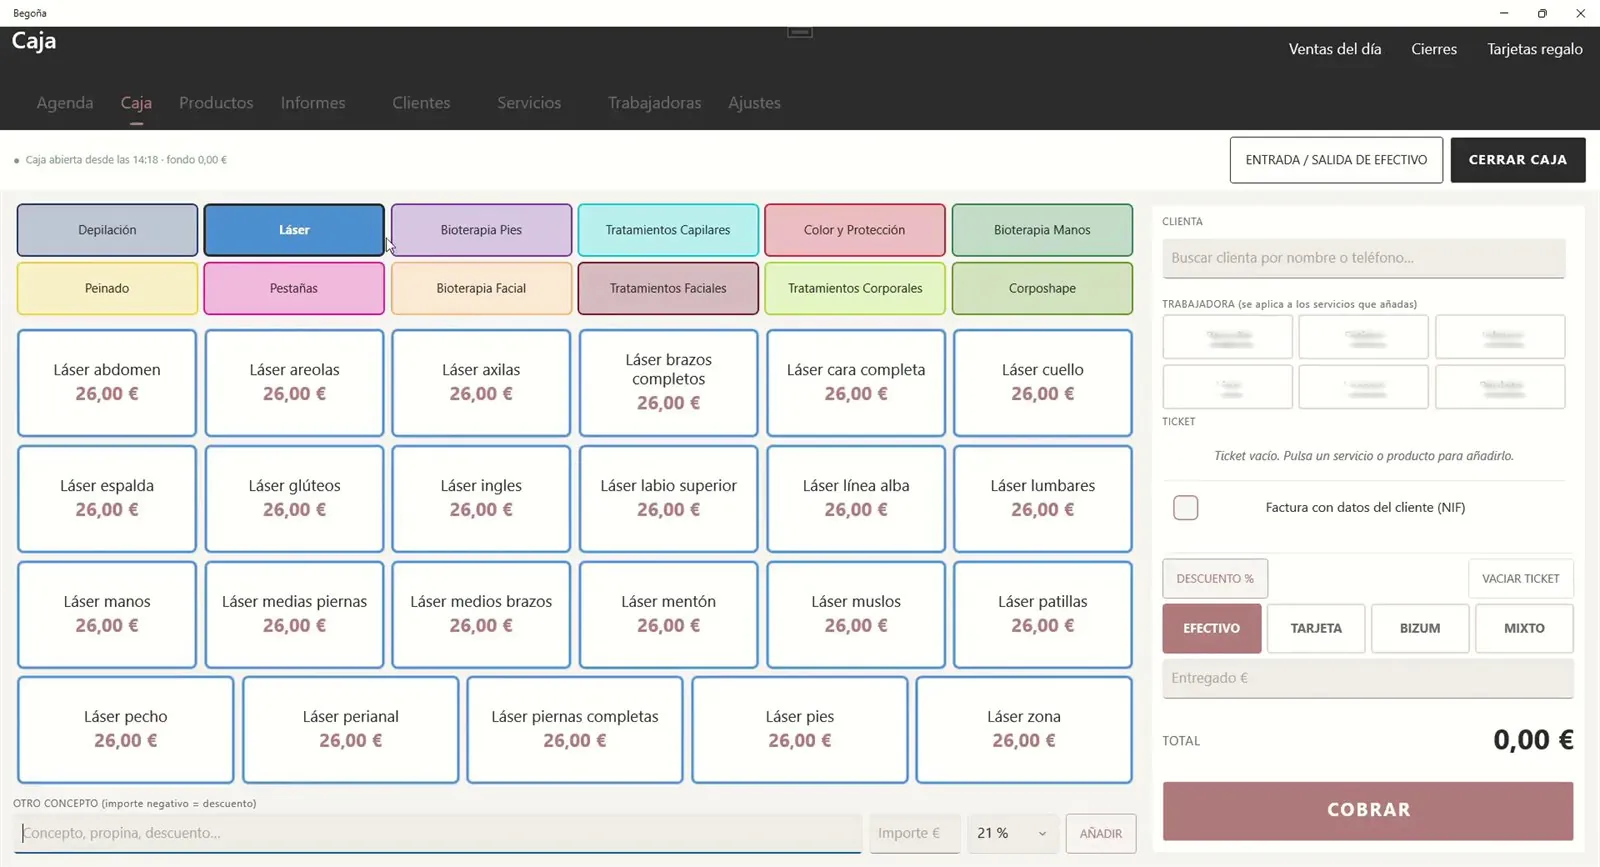 Begoña
Caja
Ventas del día
Cierres
Tarjetas regalo
Agenda
Caja
Productos
Informes
Clientes
Servicios
Trabajadoras
Ajustes
Caja abierta desde las 14:18 · fondo 0,00 €
ENTRADA / SALIDA DE EFECTIVO
CERRAR CAJA
Depilación
Láser
Bioterapia Pies
Tratamientos Capilares
Color y Protección
Bioterapia Manos
Peinado
Pestañas
Bioterapia Facial
Tratamientos Faciales
Tratamientos Corporales
Corposhape
Láser abdomen
26,00 €
Láser areolas
26,00 €
Láser axilas
26,00 €
Láser brazos
completos
26,00 €
Láser cara completa
26,00 €
Láser cuello
26,00 €
Láser espalda
26,00 €
Láser glúteos
26,00 €
Láser ingles
26,00 €
Láser labio superior
26,00 €
Láser línea alba
26,00 €
Láser lumbares
26,00 €
Láser manos
26,00 €
Láser medias piernas
26,00 €
Láser medios brazos
26,00 €
Láser mentón
26,00 €
Láser muslos
26,00 €
Láser patillas
26,00 €
Láser pecho
26,00 €
Láser perianal
26,00 €
Láser piernas completas
26,00 €
Láser pies
26,00 €
Láser zona
26,00 €
OTRO CONCEPTO (importe negativo = descuento)
Concepto, propina, descuento...
Importe €
21 %
AÑADIR
CLIENTA
Buscar clienta por nombre o teléfono...
TRABAJADORA (se aplica a los servicios que añadas)
TICKET
Ticket vacío. Pulsa un servicio o producto para añadirlo.
Factura con datos del cliente (NIF)
DESCUENTO %
VACIAR TICKET
EFECTIVO
TARJETA
BIZUM
MIXTO
Entregado €
TOTAL
0,00 €
COBRAR